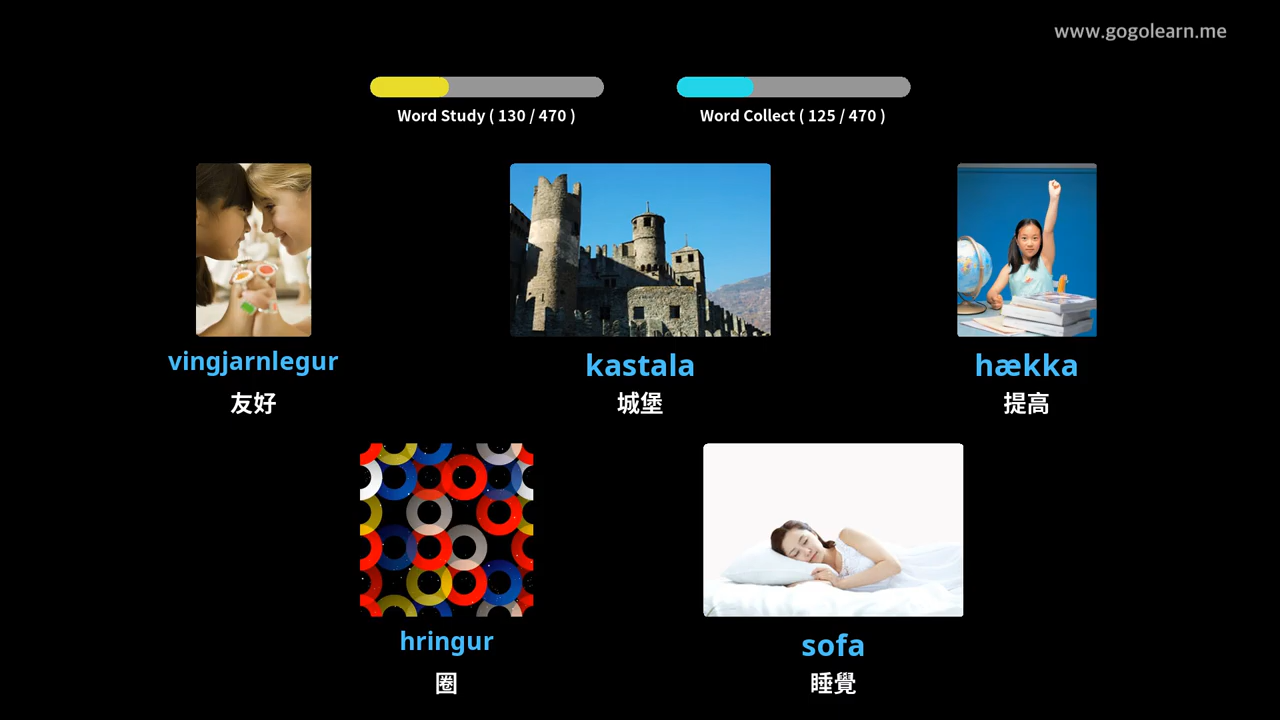 www.gogolearn.me
Word Study ( 130 / 470 )
Word Collect ( 125 / 470 )
vingjarnlegur
友好
kastala
城堡
hækka
提高
hringur
圈
sofa
睡覺